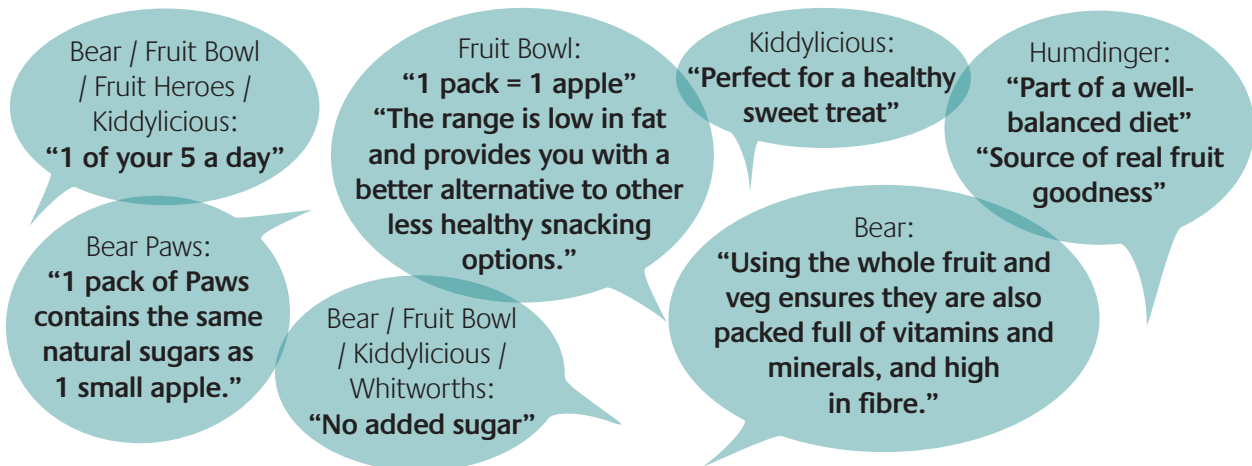 Bear / Fruit Bowl
/ Fruit Heroes /
Kiddylicious:
“1 of your 5 a day”
Fruit Bowl:
“1 pack = 1 apple”
“The range is low in fat
and provides you with a
better alternative to other
less healthy snacking
options.”
Kiddylicious:
“Perfect for a healthy
sweet treat”
Humdinger:
“Part of a well-
balanced diet”
“Source of real fruit
goodness”
Bear Paws:
“1 pack of Paws
contains the same
natural sugars as
1 small apple.”
Bear / Fruit Bowl
/ Kiddylicious /
Whitworths:
“No added sugar”
Bear:
“Using the whole fruit and
veg ensures they are also
packed full of vitamins and
minerals, and high
in fibre.”